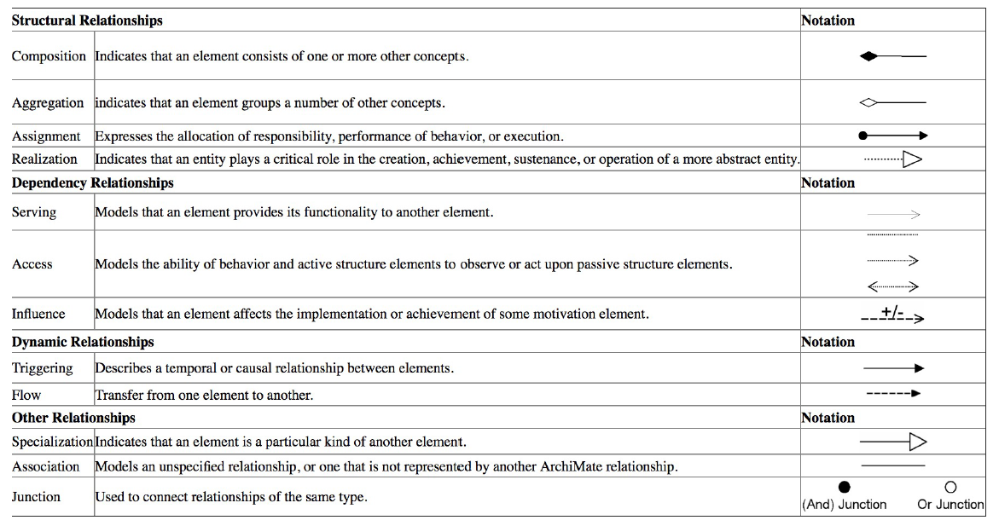 Structural Relationships Notation
Composition Indicates that an element consists of one or more other concepts.
Aggregation indicates that an element groups a number of other concepts.
Assignment Expresses the allocation of responsibility, performance of behavior, or execution.
Realization Indicates that an entity plays a critical role in the creation, achievement, sustenance, or operation of a more abstract entity.
Dependency Relationships Notation
Serving Models that an element provides its functionality to another element.
Access Models the ability of behavior and active structure elements to observe or act upon passive structure elements.
Influence Models that an element affects the implementation or achievement of some motivation element. +/-
Dynamic Relationships Notation
Triggering Describes a temporal or causal relationship between elements.
Flow Transfer from one element to another.
Other Relationships Notation
Specialization Indicates that an element is a particular kind of another element.
Association Models an unspecified relationship, or one that is not represented by another ArchiMate relationship.
Junction Used to connect relationships of the same type. (And) Junction Or Junction